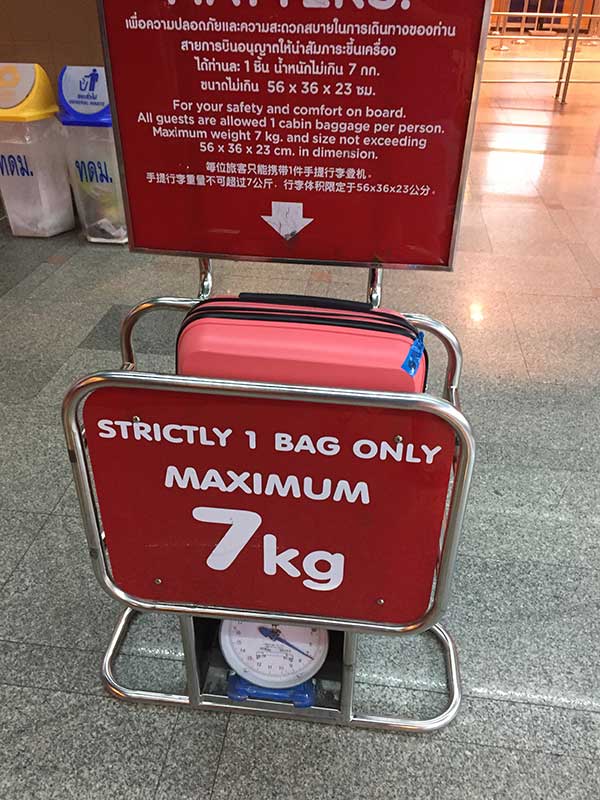 MATTERS!
เพื่อความปลอดภัยและความสะดวกสบายในการเดินทางของท่าน
สายการบินอนุญาตให้นำสัมภาระขึ้นเครื่อง
ได้ท่านละ 1 ชิ้น น้ำหนักไม่เกิน 7 กก.
ขนาดไม่เกิน 56 x 36 x 23 ซม.
For your safety and comfort on board.
All guests are allowed 1 cabin baggage per person.
Maximum weight 7 kg. and size not exceeding
56 x 36 x 23 cm. in dimension.
每位旅客只能携带1件手提行李登机。
手提行李重量不可超过7公斤，行李体积限定于56x36x23公分。
ทดม.
ทดม.
STRICTLY 1 BAG ONLY
MAXIMUM
7kg